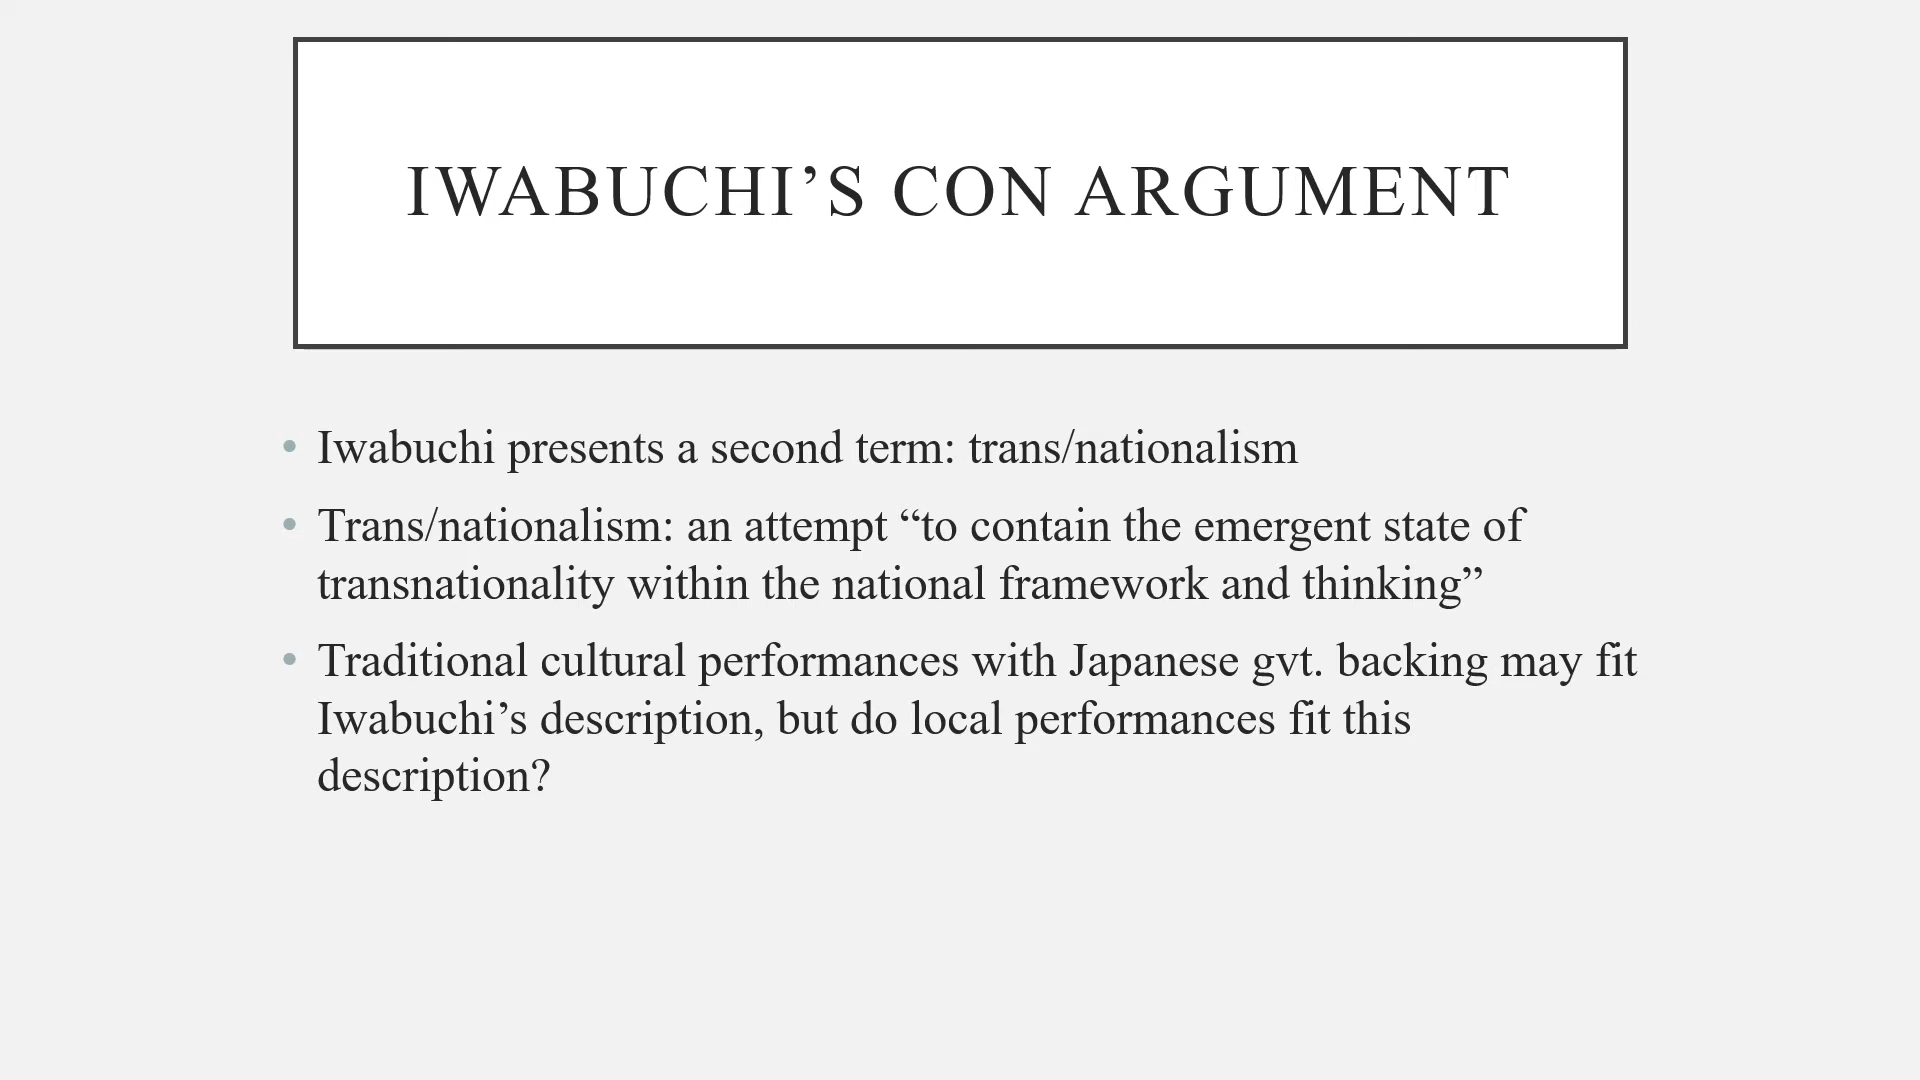 IWABUCHI’S CON ARGUMENT
• Iwabuchi presents a second term: trans/nationalism
• Trans/nationalism: an attempt “to contain the emergent state of
transnationality within the national framework and thinking”
• Traditional cultural performances with Japanese gvt. backing may fit
Iwabuchi’s description, but do local performances fit this
description?